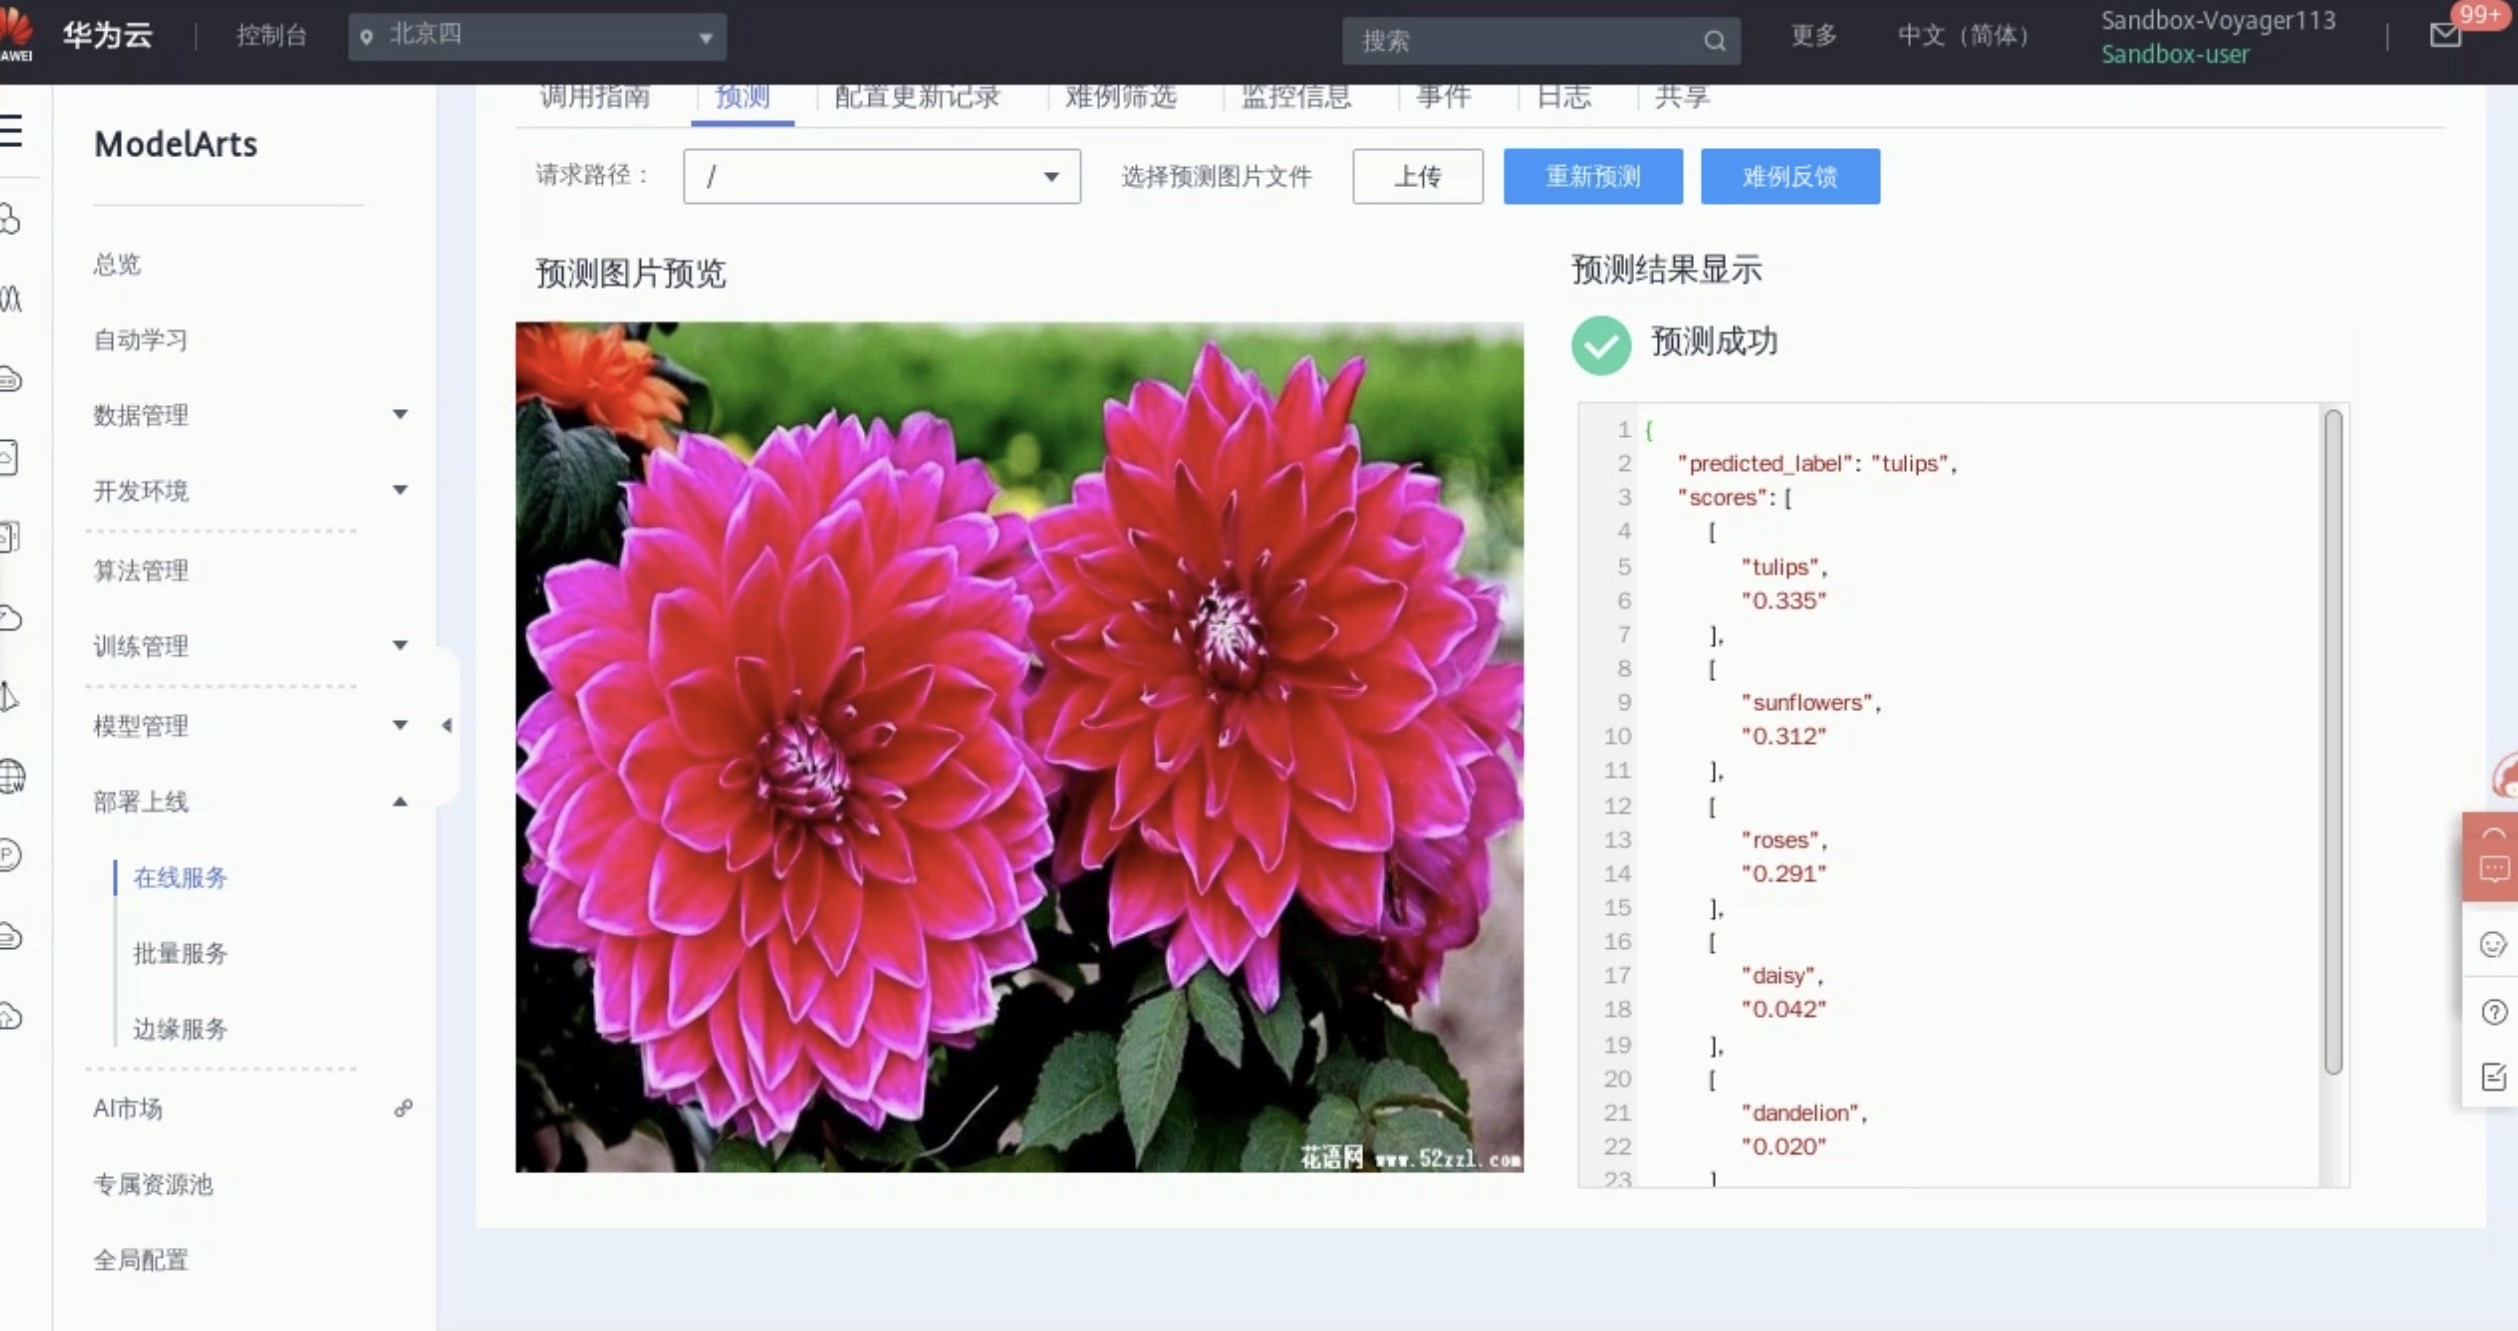 华为云
控制台
北京四
搜索
更多
中文（简体）
Sandbox-Voyager113
Sandbox-user
99+
调用指南
预测
配置更新记录
难例筛选
监控信息
事件
日志
共享
ModelArts
总览
自动学习
数据管理
开发环境
算法管理
训练管理
模型管理
部署上线
在线服务
批量服务
边缘服务
AI市场
专属资源池
全局配置
请求路径：
/
选择预测图片文件
上传
重新预测
难例反馈
预测图片预览
花语网 www.52zzl.com
预测结果显示
预测成功
1 {
2 "predicted_label": "tulips",
3 "scores": [
4 [
5 "tulips",
6 "0.335"
7 ],
8 [
9 "sunflowers",
10 "0.312"
11 ],
12 [
13 "roses",
14 "0.291"
15 ],
16 [
17 "daisy",
18 "0.042"
19 ],
20 [
21 "dandelion",
22 "0.020"
23 ]